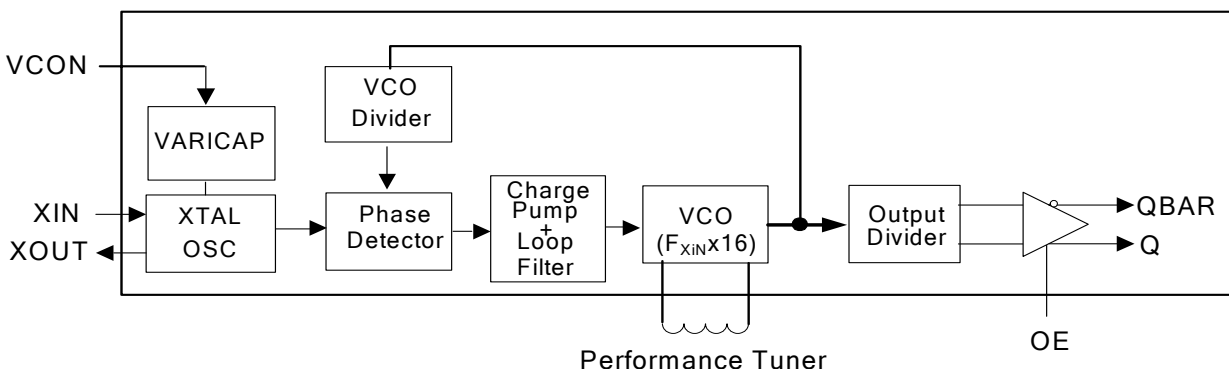 VCON
VCO
Divider
VARICAP
XIN
XOUT
XTAL
OSC
Phase
Detector
Charge
Pump
+
Loop
Filter
VCO
(FXiNx16)
Output
Divider
QBAR
Q
OE
Performance Tuner